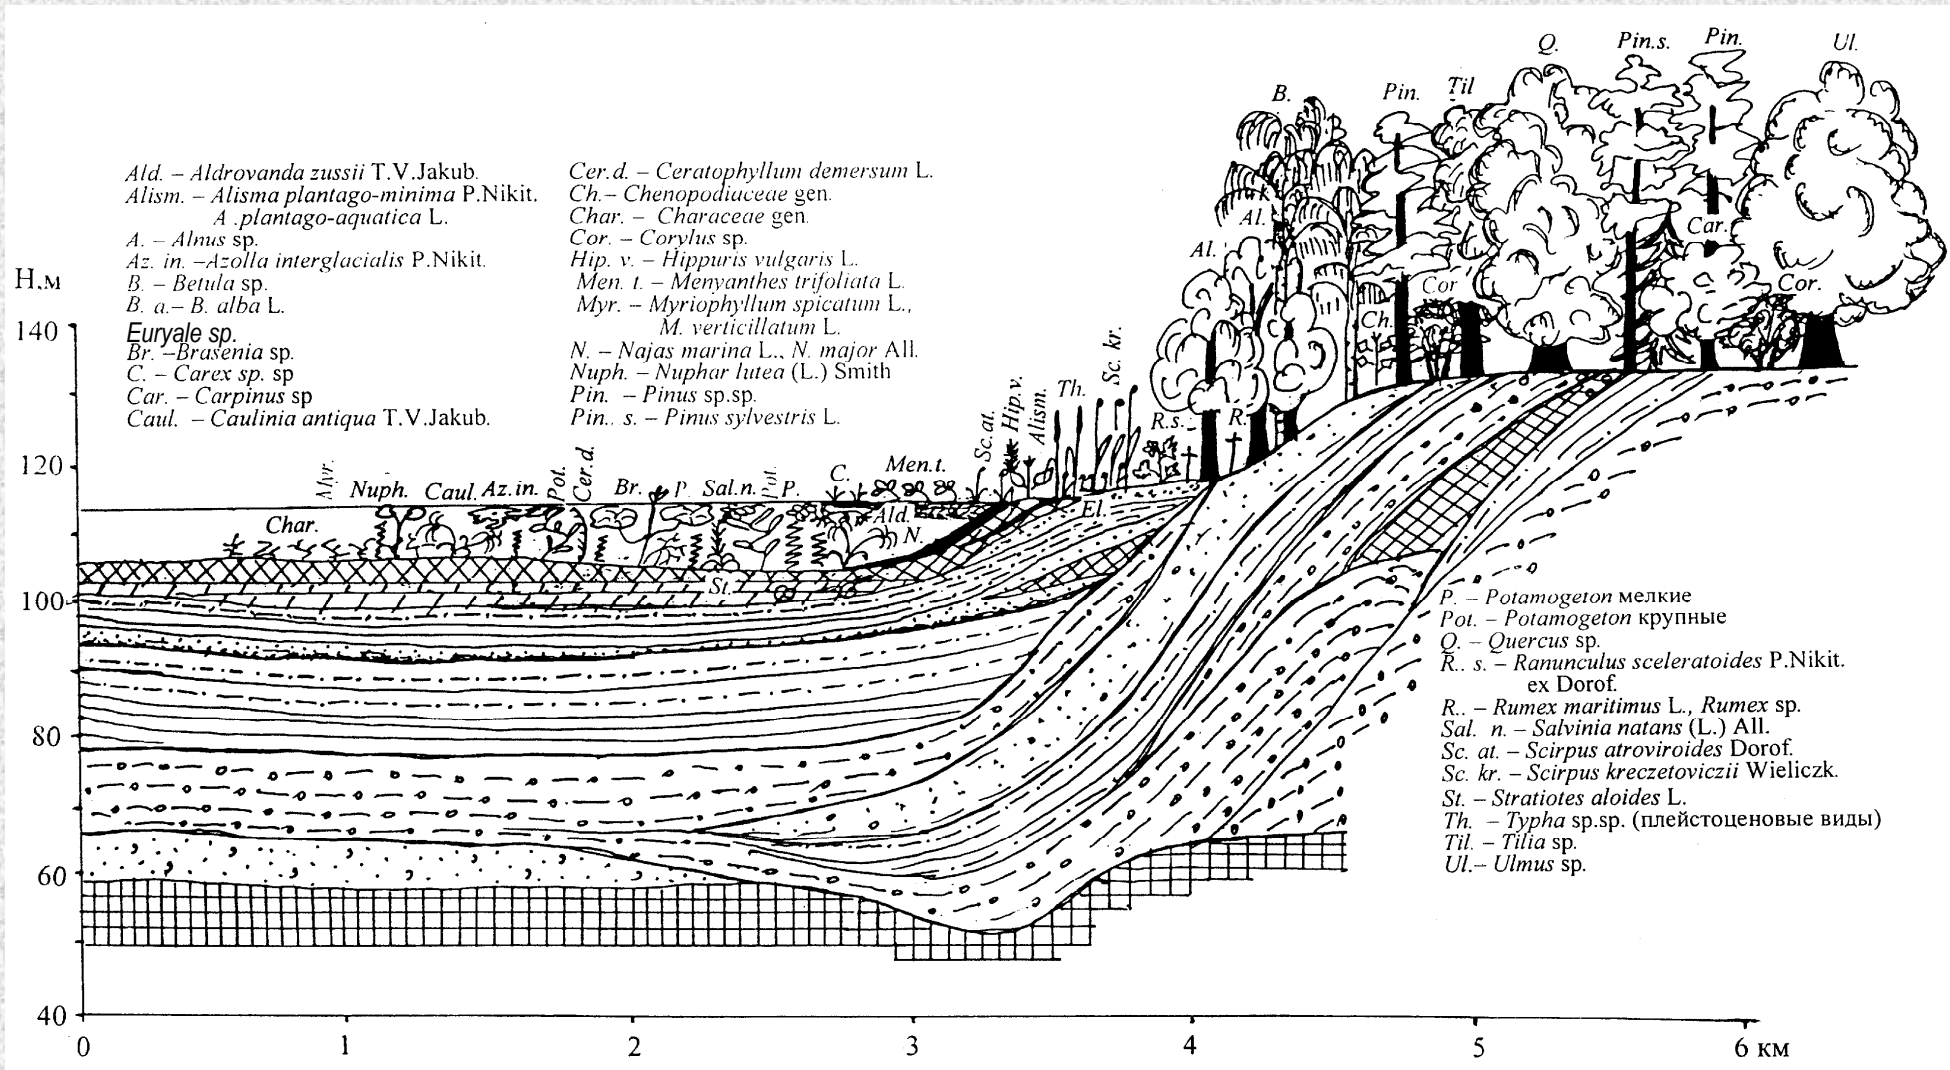 Q.
Pin.s.
Pin.
Ul.
B.
Pin.
Til
Ald. – Aldrovanda zussii T.V.Jakub.
Alism. – Alisma plantago-minima P.Nikit.
A .plantago-aquatica L.
A. – Alnus sp.
Az. in. –Azolla interglacialis P.Nikit.
B. – Betula sp.
B. a.– B. alba L.
Euryale sp.
Br. –Brasenia sp.
C. – Carex sp. sp
Car. – Carpinus sp
Caul. – Caulinia antiqua T.V.Jakub.
Cer.d. – Ceratophyllum demersum L.
Ch.– Chenopodiaceae gen.
Char. – Characeae gen.
Cor. – Corylus sp.
Hip. v. – Hippuris vulgaris L.
Men. t. – Menyanthes trifoliata L.
Myr. – Myriophyllum spicatum L.,
M. verticillatum L.
N. – Najas marina L., N. major All.
Nuph. – Nuphar lutea (L.) Smith
Pin. – Pinus sp.sp.
Pin.. s. – Pinus sylvestris L.
Al.
Al.
Car.
Cor
Cor.
Ch.
Н.м
140
120
100
80
60
40
Myr.
Nuph.
Caul.
Az.in.
Pot.
Cer.d.
Br.
P.
Sal.n.
Pot.
P.
C.
Men.t.
Sc.at.
Hip.v.
Alism.
Th.
Sc. kr.
R.s.
R.
Char.
Ald.
N.
El.
St.
P. – Potamogeton мелкие
Pot. – Potamogeton крупные
Q. – Quercus sp.
R.. s. – Ranunculus sceleratoides P.Nikit.
ex Dorof.
R.. – Rumex maritimus L., Rumex sp.
Sal. n. – Salvinia natans (L.) All.
Sc. at. – Scirpus atroviroides Dorof.
Sc. kr. – Scirpus kreczetoviczii Wieliczk.
St. – Stratiotes aloides L.
Th. – Typha sp.sp. (плейстоценовые виды)
Til. – Tilia sp.
Ul.– Ulmus sp.
0 1 2 3 4 5 6 км